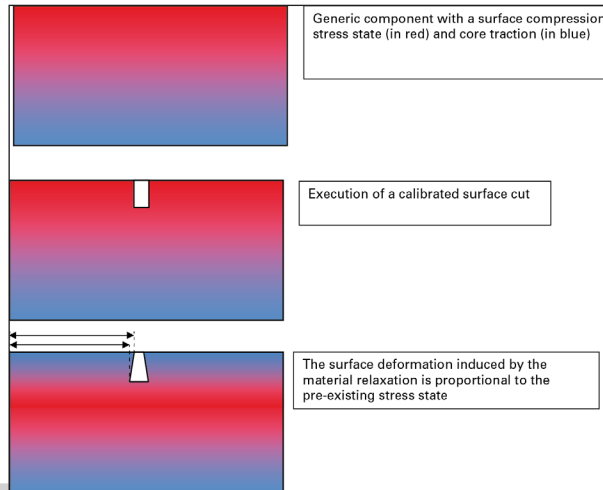 Generic component with a surface compression
stress state (in red) and core traction (in blue)
Execution of a calibrated surface cut
The surface deformation induced by the
material relaxation is proportional to the
pre-existing stress state